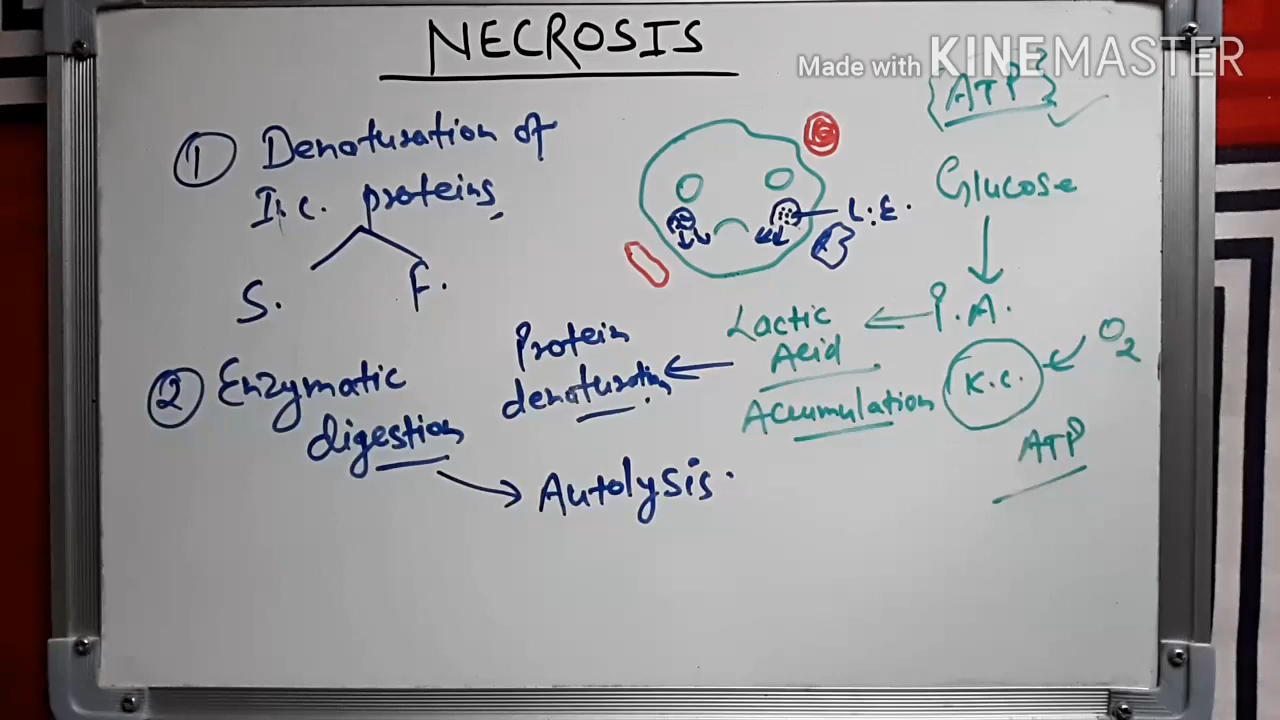 NECROSIS
Made with KINEMASTER
{ATP}
① Denaturation of
I.C. proteins
S. F.
L.E.
Glucose
P.A.
Lactic
Acid
Accumulation
K.C.
O2
ATP
Protein
denaturation
② Enzymatic
digestion
Autolysis.